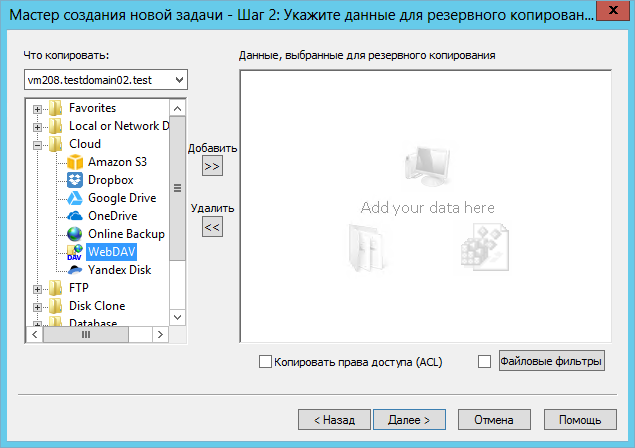 Мастер создания новой задачи - Шаг 2: Укажите данные для резервного копирован...
Что копировать:
vm208.testdomain02.test
Favorites
Local or Network D
Cloud
Amazon S3
Dropbox
Google Drive
OneDrive
Online Backup
WebDAV
Yandex Disk
FTP
Disk Clone
Database
Добавить
>>
Удалить
<<
Данные, выбранные для резервного копирования
Add your data here
Копировать права доступа (ACL)
Файловые фильтры
< Назад
Далее >
Отмена
Помощь